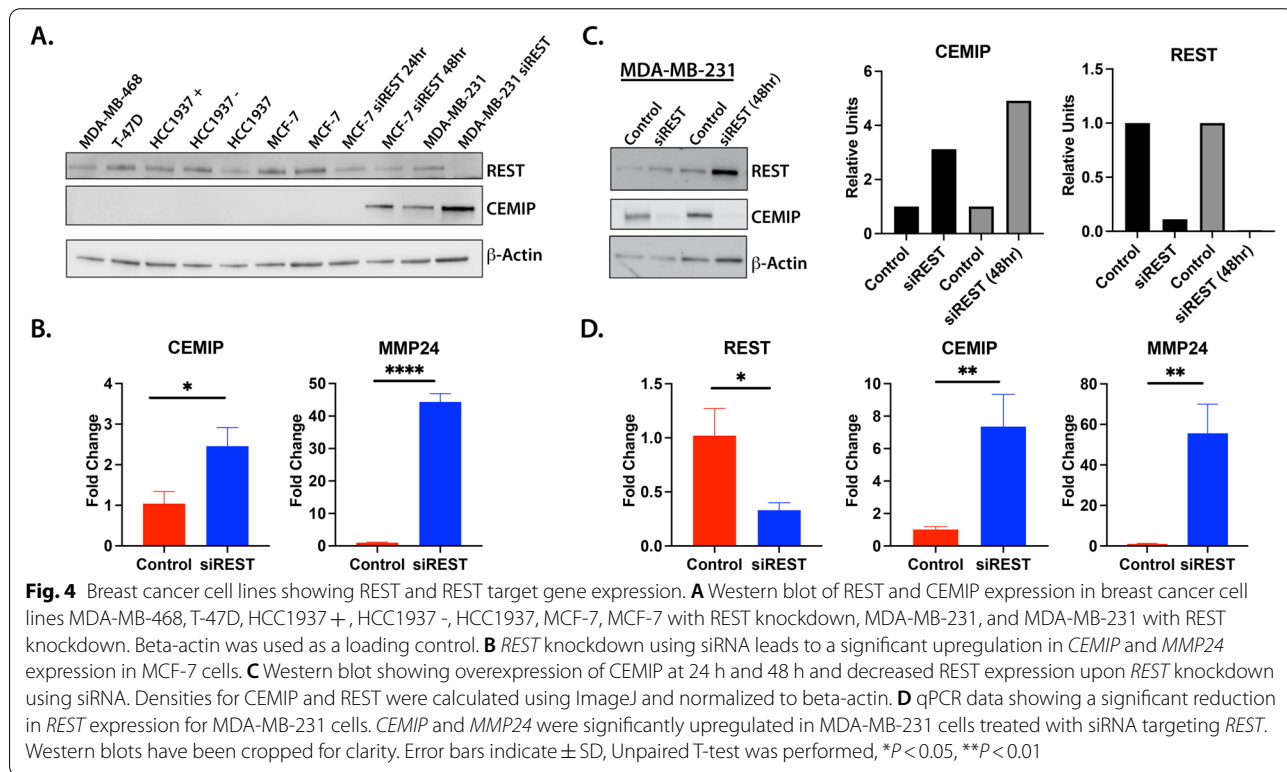 A.
MDA-MB-468
T-47D
HCC1937 +
HCC1937 -
HCC1937
MCF-7
MCF-7
MCF-7 siREST 24hr
MCF-7 siREST 48hr
MDA-MB-231
MDA-MB-231 siREST
REST
CEMIP
β-Actin
C.
MDA-MB-231
Control
siREST
Control
siREST (48hr)
REST
CEMIP
β-Actin
CEMIP
Relative Units
6
4
2
0
Control
siREST
Control
siREST (48hr)
REST
Relative Units
1.5
1.0
0.5
0.0
Control
siREST
Control
siREST (48hr)
B.
CEMIP
Fold Change
4
3
2
1
0
*
Control siREST
MMP24
Fold Change
50
40
30
20
10
0
****
Control siREST
D.
REST
Fold Change
1.5
1.0
0.5
0.0
*
Control siREST
CEMIP
Fold Change
10
8
6
4
2
0
**
Control siREST
MMP24
Fold Change
80
60
40
20
0
**
Control siREST
Fig. 4 Breast cancer cell lines showing REST and REST target gene expression. A Western blot of REST and CEMIP expression in breast cancer cell
lines MDA-MB-468, T-47D, HCC1937 +, HCC1937 -, HCC1937, MCF-7, MCF-7 with REST knockdown, MDA-MB-231, and MDA-MB-231 with REST
knockdown. Beta-actin was used as a loading control. B REST knockdown using siRNA leads to a significant upregulation in CEMIP and MMP24
expression in MCF-7 cells. C Western blot showing overexpression of CEMIP at 24 h and 48 h and decreased REST expression upon REST knockdown
using siRNA. Densities for CEMIP and REST were calculated using ImageJ and normalized to beta-actin. D qPCR data showing a significant reduction
in REST expression for MDA-MB-231 cells. CEMIP and MMP24 were significantly upregulated in MDA-MB-231 cells treated with siRNA targeting REST.
Western blots have been cropped for clarity. Error bars indicate ± SD, Unpaired T-test was performed, *P < 0.05, **P < 0.01